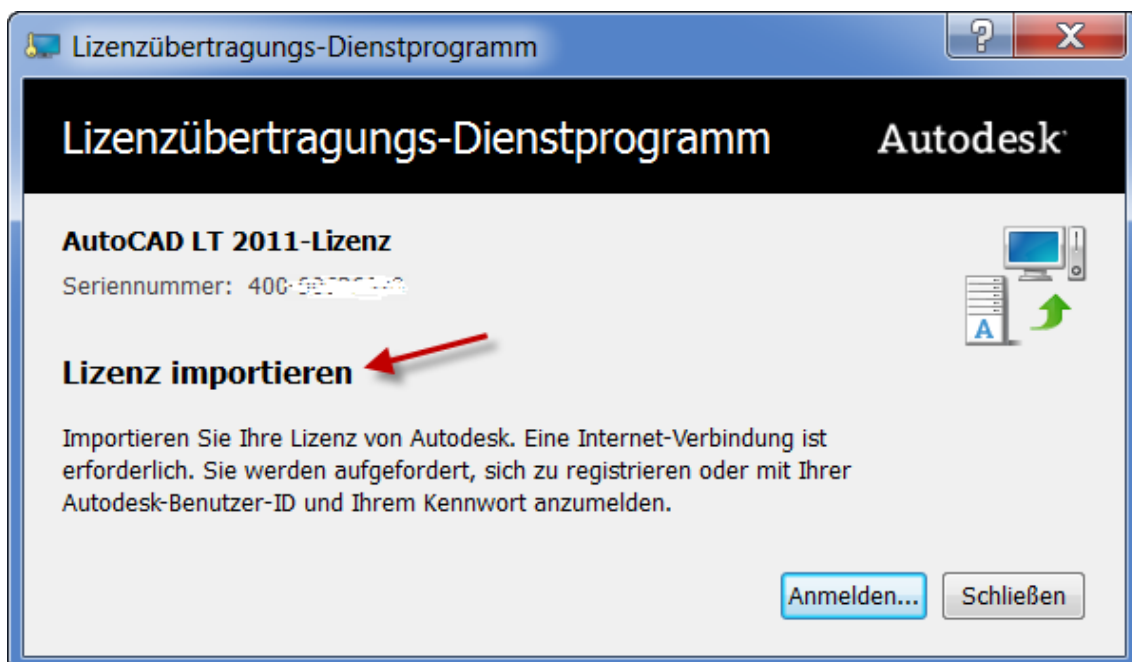 Lizenzübertragungs-Dienstprogramm
Lizenzübertragungs-Dienstprogramm
Autodesk
AutoCAD LT 2011-Lizenz
Seriennummer: 400-
A
Lizenz importieren
Importieren Sie Ihre Lizenz von Autodesk. Eine Internet-Verbindung ist
erforderlich. Sie werden aufgefordert, sich zu registrieren oder mit Ihrer
Autodesk-Benutzer-ID und Ihrem Kennwort anzumelden.
Anmelden...
Schließen